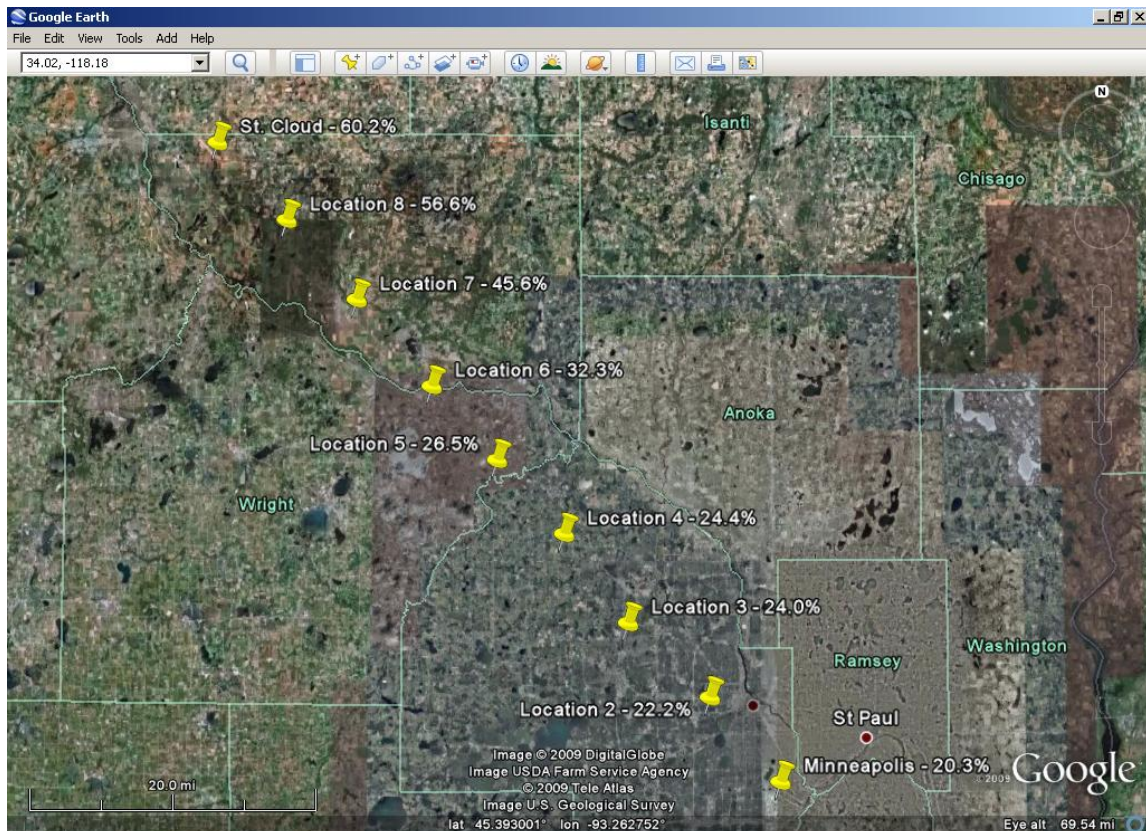 Google Earth
File Edit View Tools Add Help
34.02, -118.18
N
St. Cloud - 60.2%
Isanti
Chisago
Location 8 - 56.6%
Location 7 - 45.6%
Location 6 - 32.3%
Anoka
Location 5 - 26.5%
Wright
Location 4 - 24.4%
Location 3 - 24.0%
Washington
Ramsey
Location 2 - 22.2%
St Paul
Minneapolis - 20.3%
20.0 mi
Image © 2009 DigitalGlobe
Image USDA Farm Service Agency
© 2009 Tele Atlas
Image U.S. Geological Survey
© 2009 Google
lat 45.393001° lon -93.262752°
Eye alt 69.54 mi